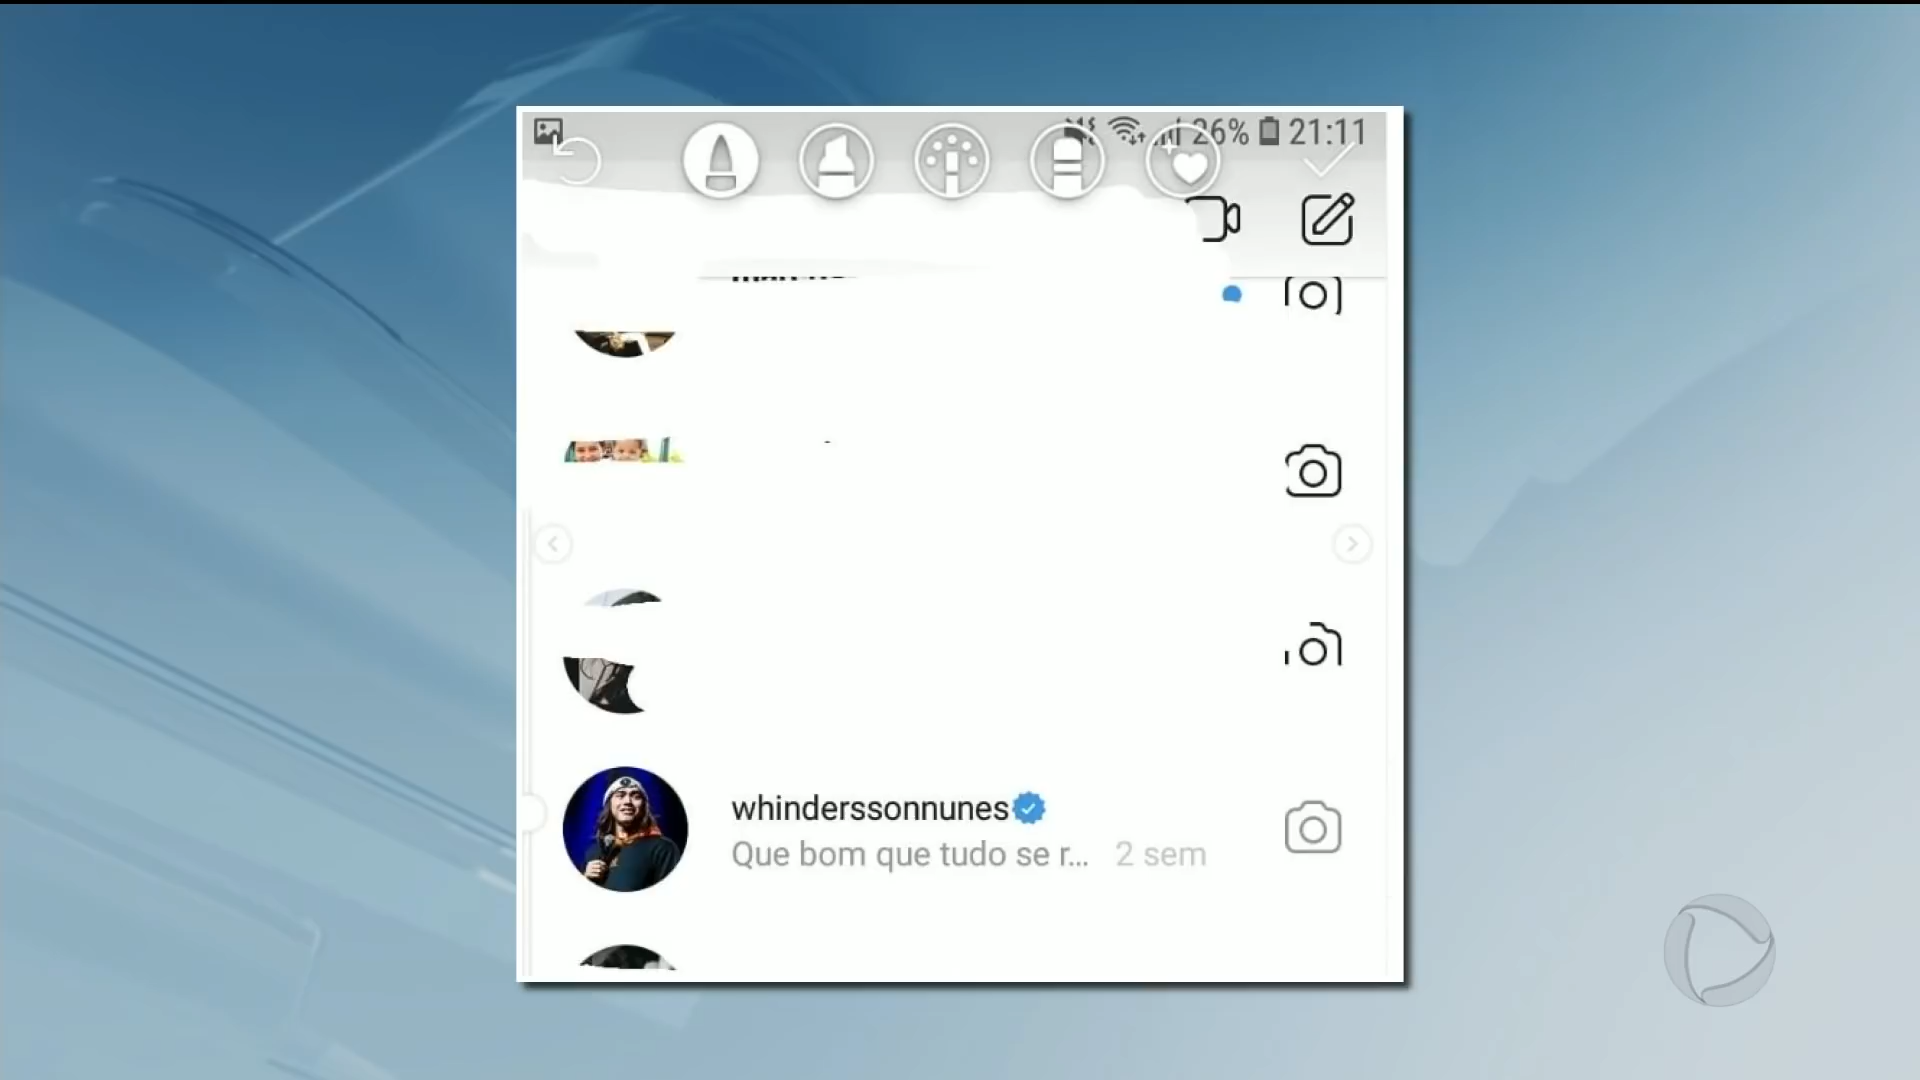 26% 21:11
whinderssonnunes
Que bom que tudo se r... 2 sem